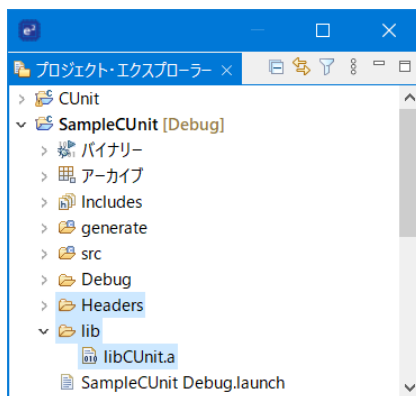 e²
プロジェクト・エクスプローラー
CUnit
SampleCUnit [Debug]
バイナリー
アーカイブ
Includes
generate
src
Debug
Headers
lib
libCUnit.a
SampleCUnit Debug.launch